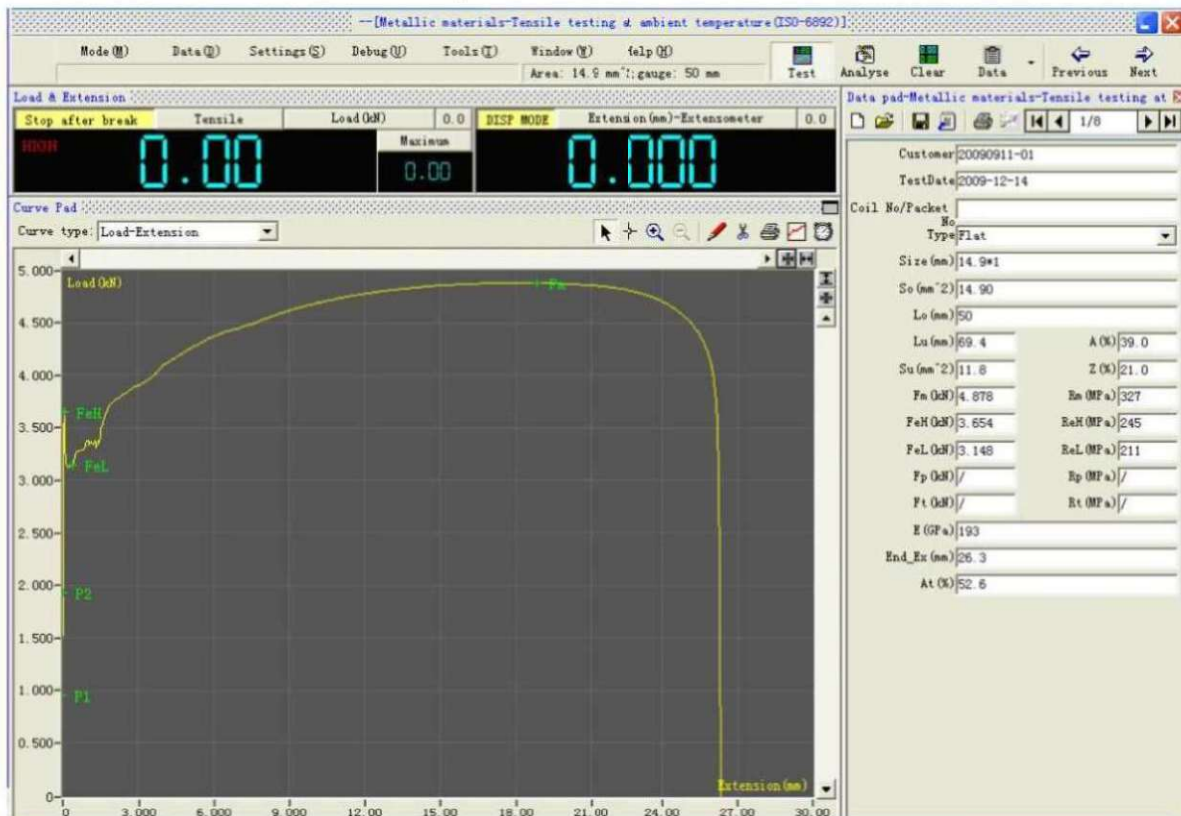 --[Metallic materials-Tensile testing at ambient temperature(ISO-6892)]
Mode(M) Data(D) Settings(S) Debug(U) Tools(T) Window(W) Help(H)
Area: 14.9 mm²; gauge: 50 mm
Test Analyse Clear Data Previous Next
Load & Extension
Stop after break Tensile Load(kN) 0.0 DISP MODE Extension(mm)-Extensometer 0.0
HIGH 0.00 Maximum 0.00 0.000
Curve Pad
Curve type: Load-Extension
Load(kN)
5.000
4.500
4.000
3.500
3.000
2.500
2.000
1.500
1.000
0.500
0
Fm
FeH
FeL
P2
P1
Extension(mm)
0 3.000 6.000 9.000 12.00 15.00 18.00 21.00 24.00 27.00 30.00
Data pad-Metallic materials-Tensile testing at
1/8
Customer 20090911-01
TestDate 2009-12-14
Coil No/Packet No
Type Flat
Size(mm) 14.9*1
So(mm^2) 14.90
Lo(mm) 50
Lu(mm) 69.4 A(%) 39.0
Su(mm^2) 11.8 Z(%) 21.0
Fm(kN) 4.878 Rm(MPa) 327
FeH(kN) 3.654 ReH(MPa) 245
FeL(kN) 3.148 ReL(MPa) 211
Fp(kN) / Rp(MPa) /
Ft(kN) / Rt(MPa) /
E(GPa) 193
End_Ex(mm) 26.3
At(%) 52.6